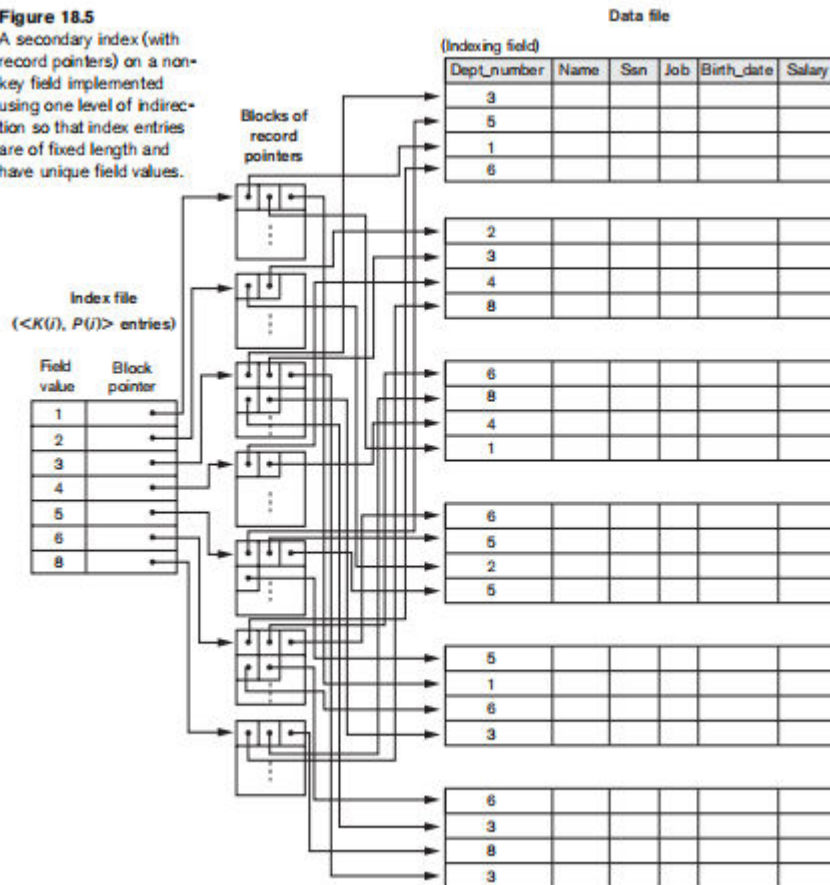 Figure 18.5
A secondary index (with
record pointers) on a non-
key field implemented
using one level of indirec-
tion so that index entries
are of fixed length and
have unique field values.
Blocks of
record
pointers
Index file
(<K(i), P(i)> entries)
Field value Block pointer
1
2
3
4
5
6
8
Data file
(Indexing field)
Dept_number Name Ssn Job Birth_date Salary
3
5
1
6
2
3
4
8
6
8
4
1
6
5
2
5
5
1
6
3
6
3
8
3